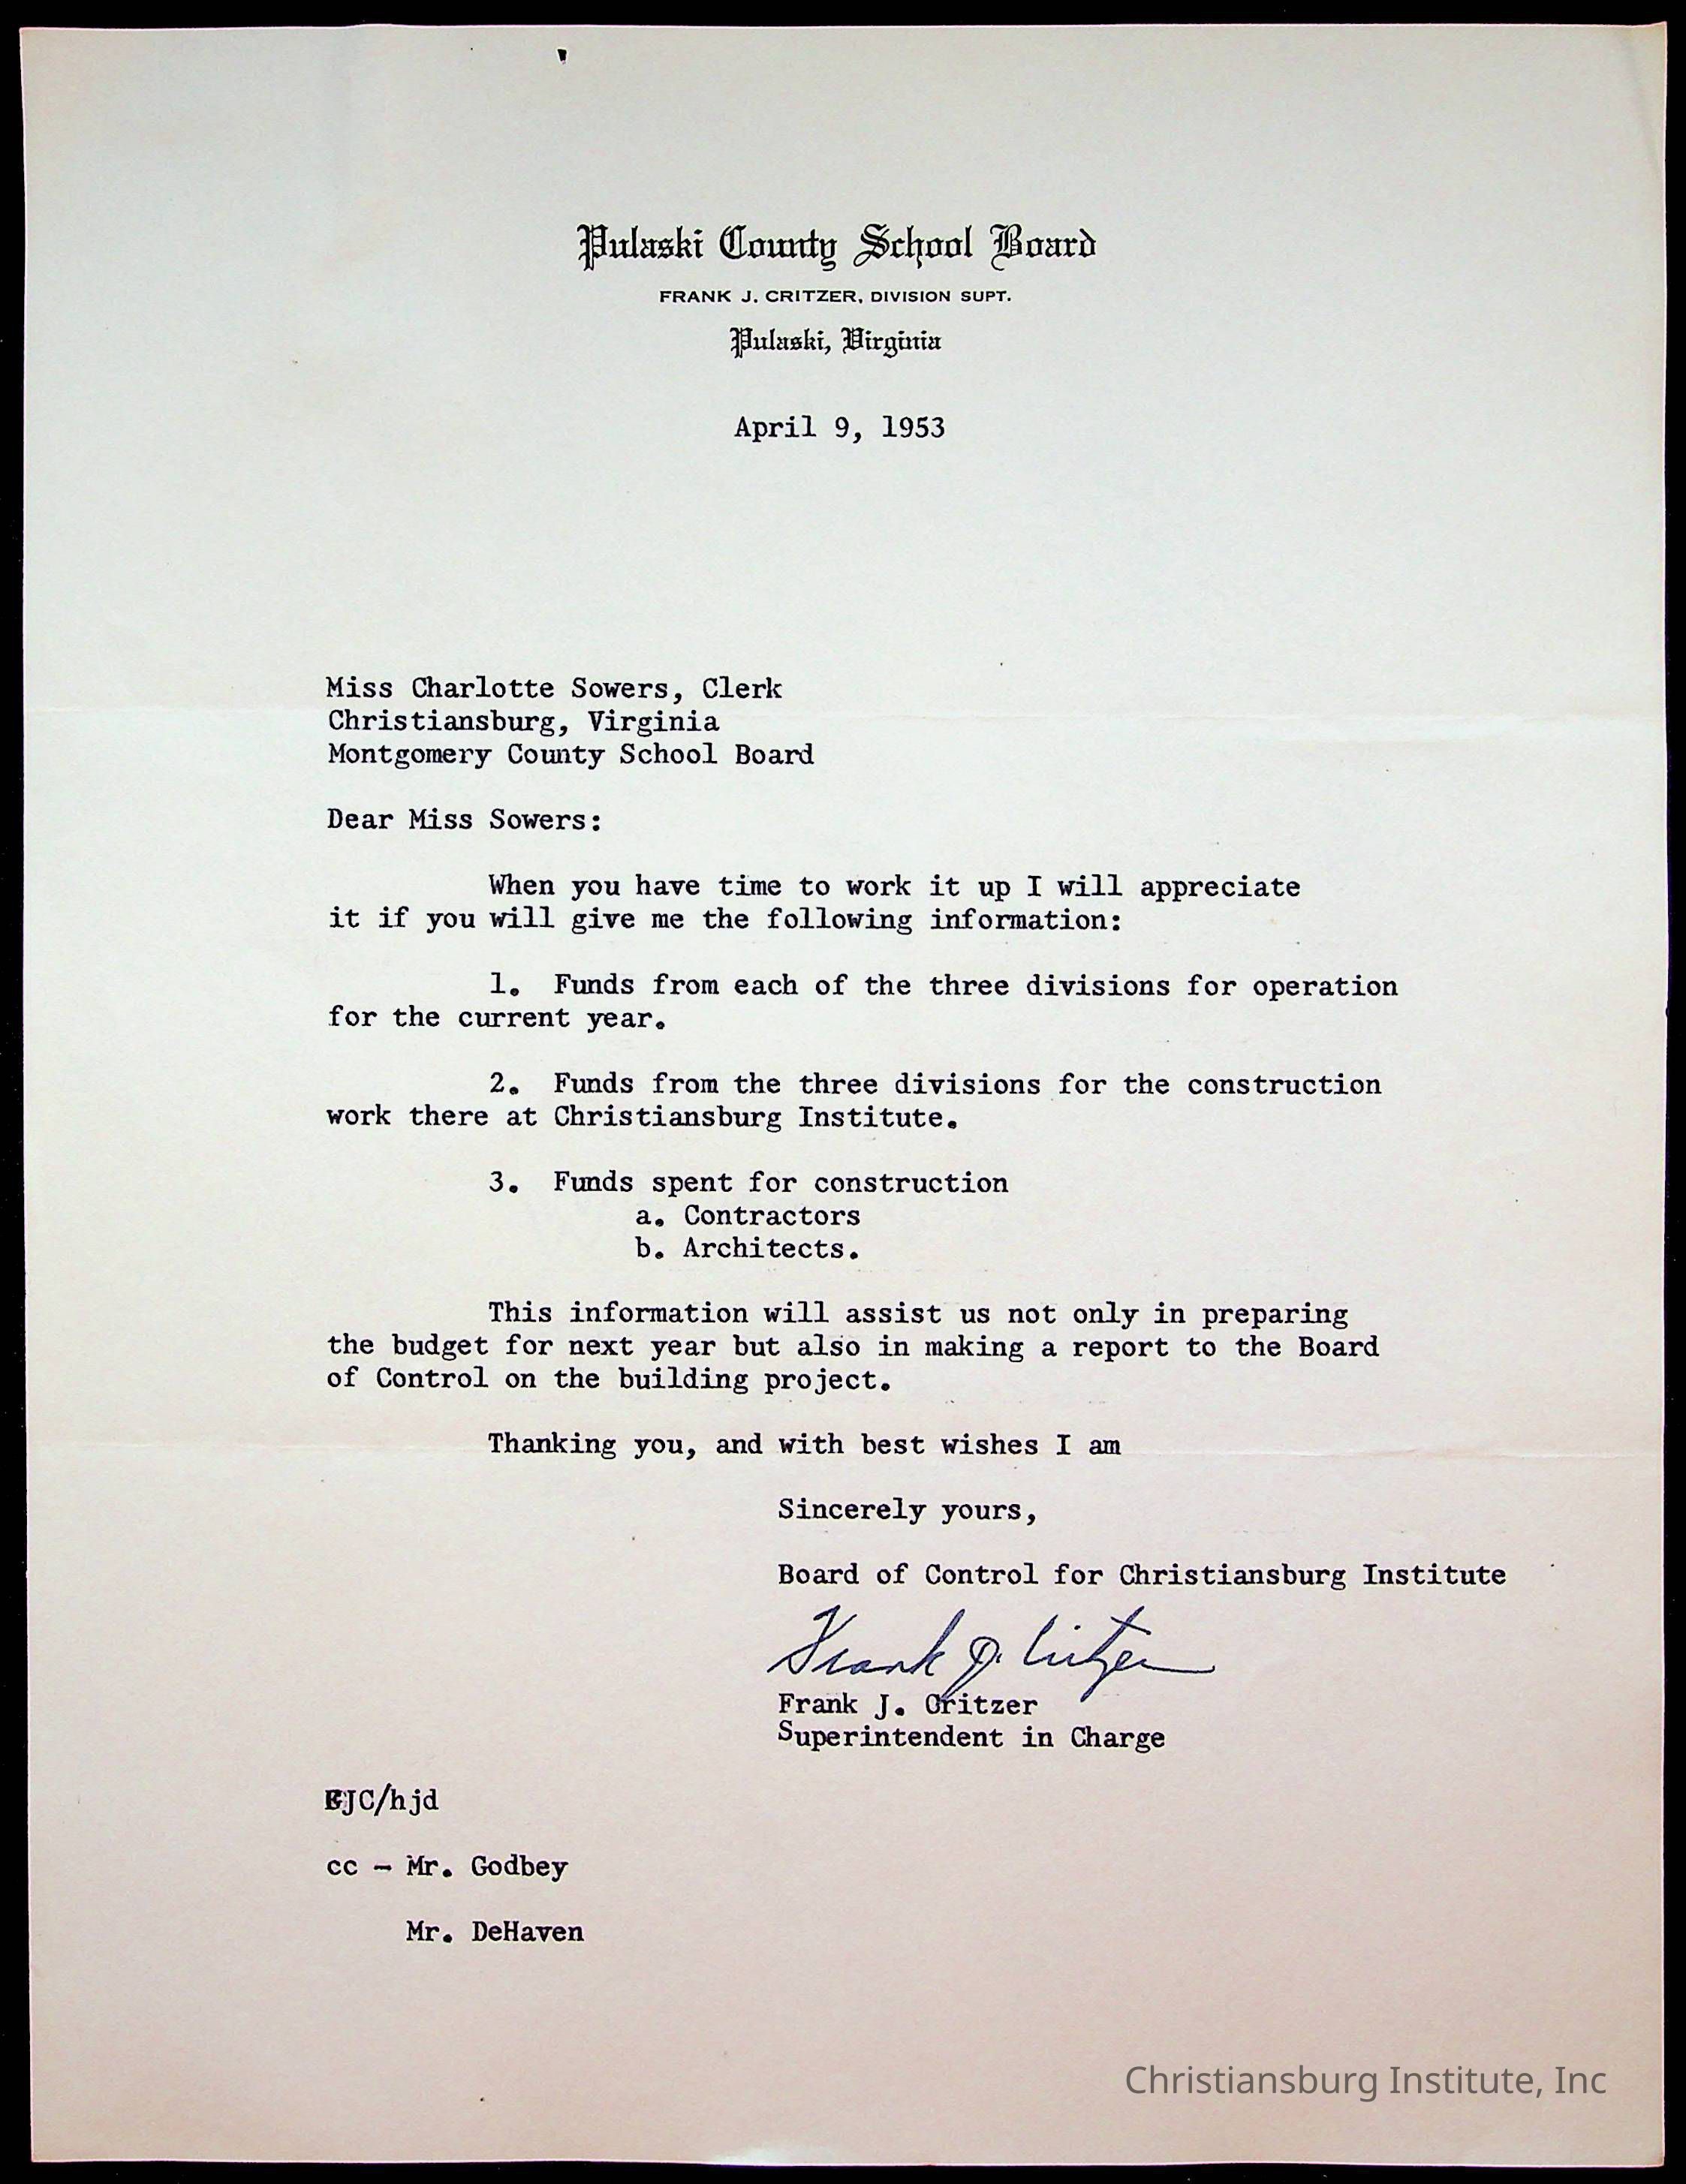 Pulaski County School Board
FRANK J. CRITZER, DIVISION SUPT.
Pulaski, Virginia
April 9, 1953
Miss Charlotte Sowers, Clerk
Christiansburg, Virginia
Montgomery County School Board
Dear Miss Sowers:
When you have time to work it up I will appreciate
it if you will give me the following information:
1. Funds from each of the three divisions for operation
for the current year.
2. Funds from the three divisions for the construction
work there at Christiansburg Institute.
3. Funds spent for construction
a. Contractors
b. Architects.
This information will assist us not only in preparing
the budget for next year but also in making a report to the Board
of Control on the building project.
Thanking you, and with best wishes I am
Sincerely yours,
Board of Control for Christiansburg Institute
Frank J. Critzer
Frank J. Critzer
Superintendent in Charge
FJC/hjd
cc - Mr. Godbey
Mr. DeHaven
Christiansburg Institute, Inc